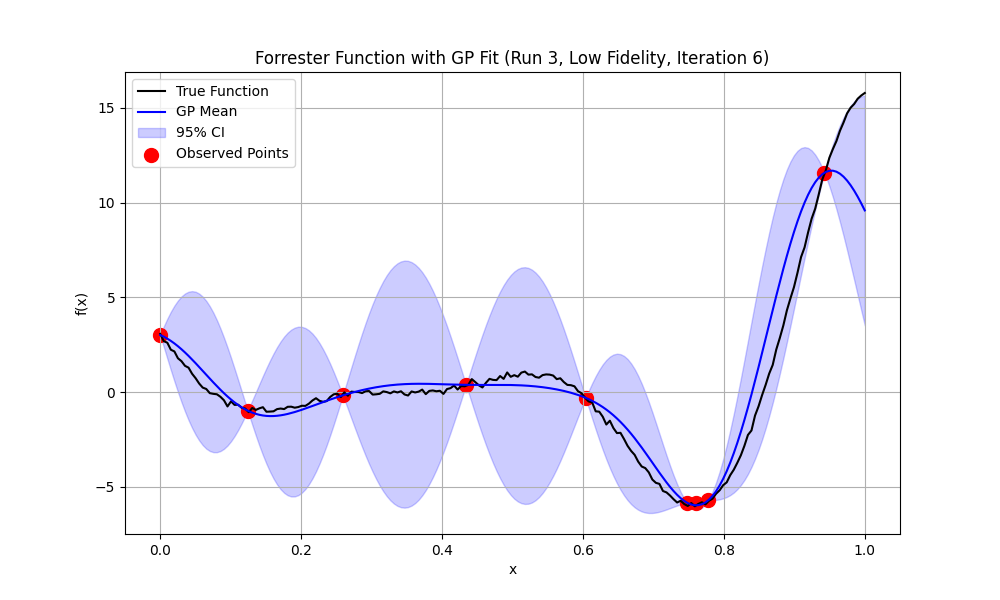 Forrester Function with GP Fit (Run 3, Low Fidelity, Iteration 6)
True Function
GP Mean
95% CI
Observed Points
f(x)
15
10
5
0
−5
0.0 0.2 0.4 0.6 0.8 1.0
x